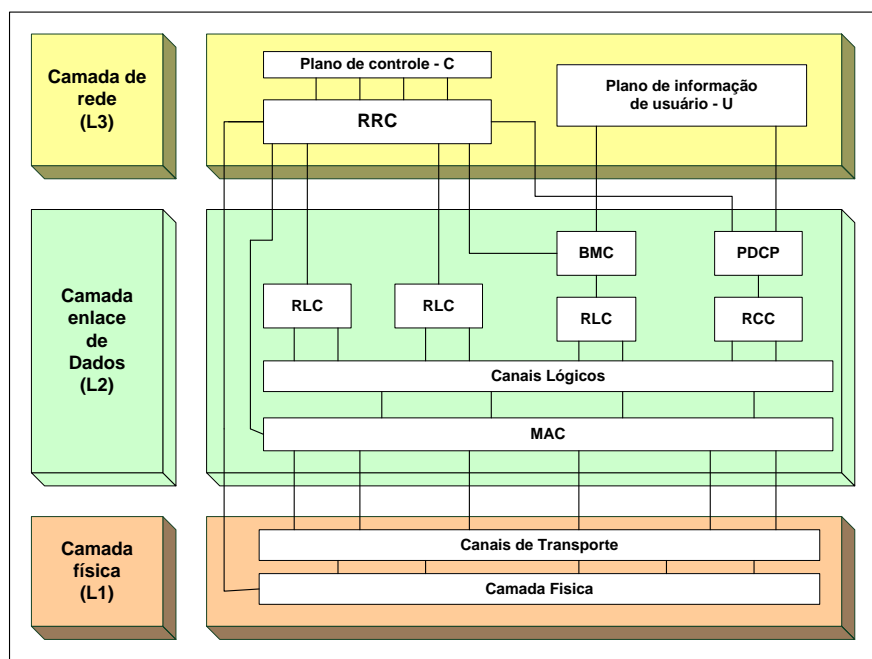 Camada de
rede
(L3)
Plano de controle - C
RRC
Plano de informação
de usuário - U
Camada
enlace
de
Dados
(L2)
BMC
PDCP
RLC
RLC
RLC
RCC
Canais Lógicos
MAC
Camada
física
(L1)
Canais de Transporte
Camada Fisica